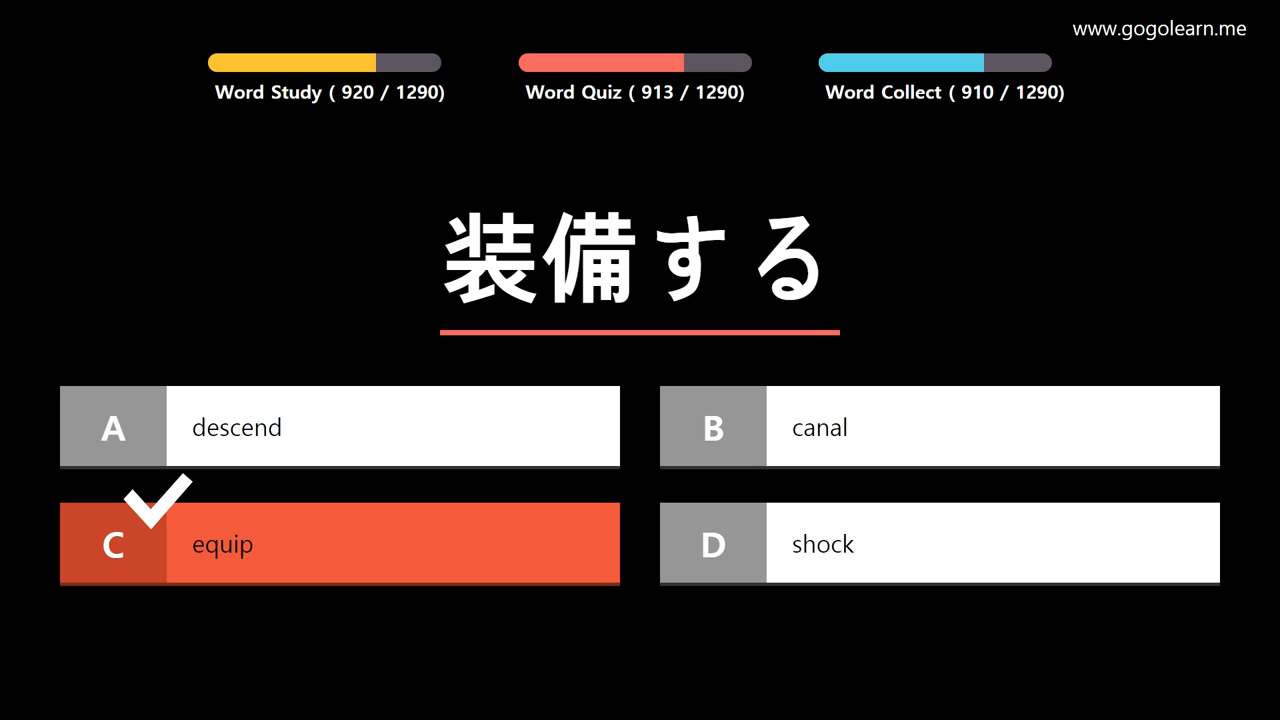 www.gogolearn.me
Word Study ( 920 / 1290)
Word Quiz ( 913 / 1290)
Word Collect ( 910 / 1290)
装備する
A descend
B canal
C equip
D shock